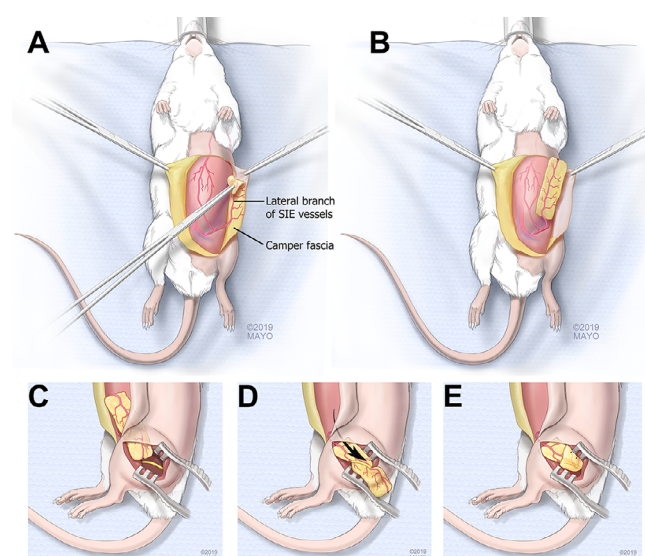 A
B
Lateral branch
of SIE vessels
Camper fascia
©2019
MAYO
©2019
MAYO
C
D
E
©2019
©2019
©2019